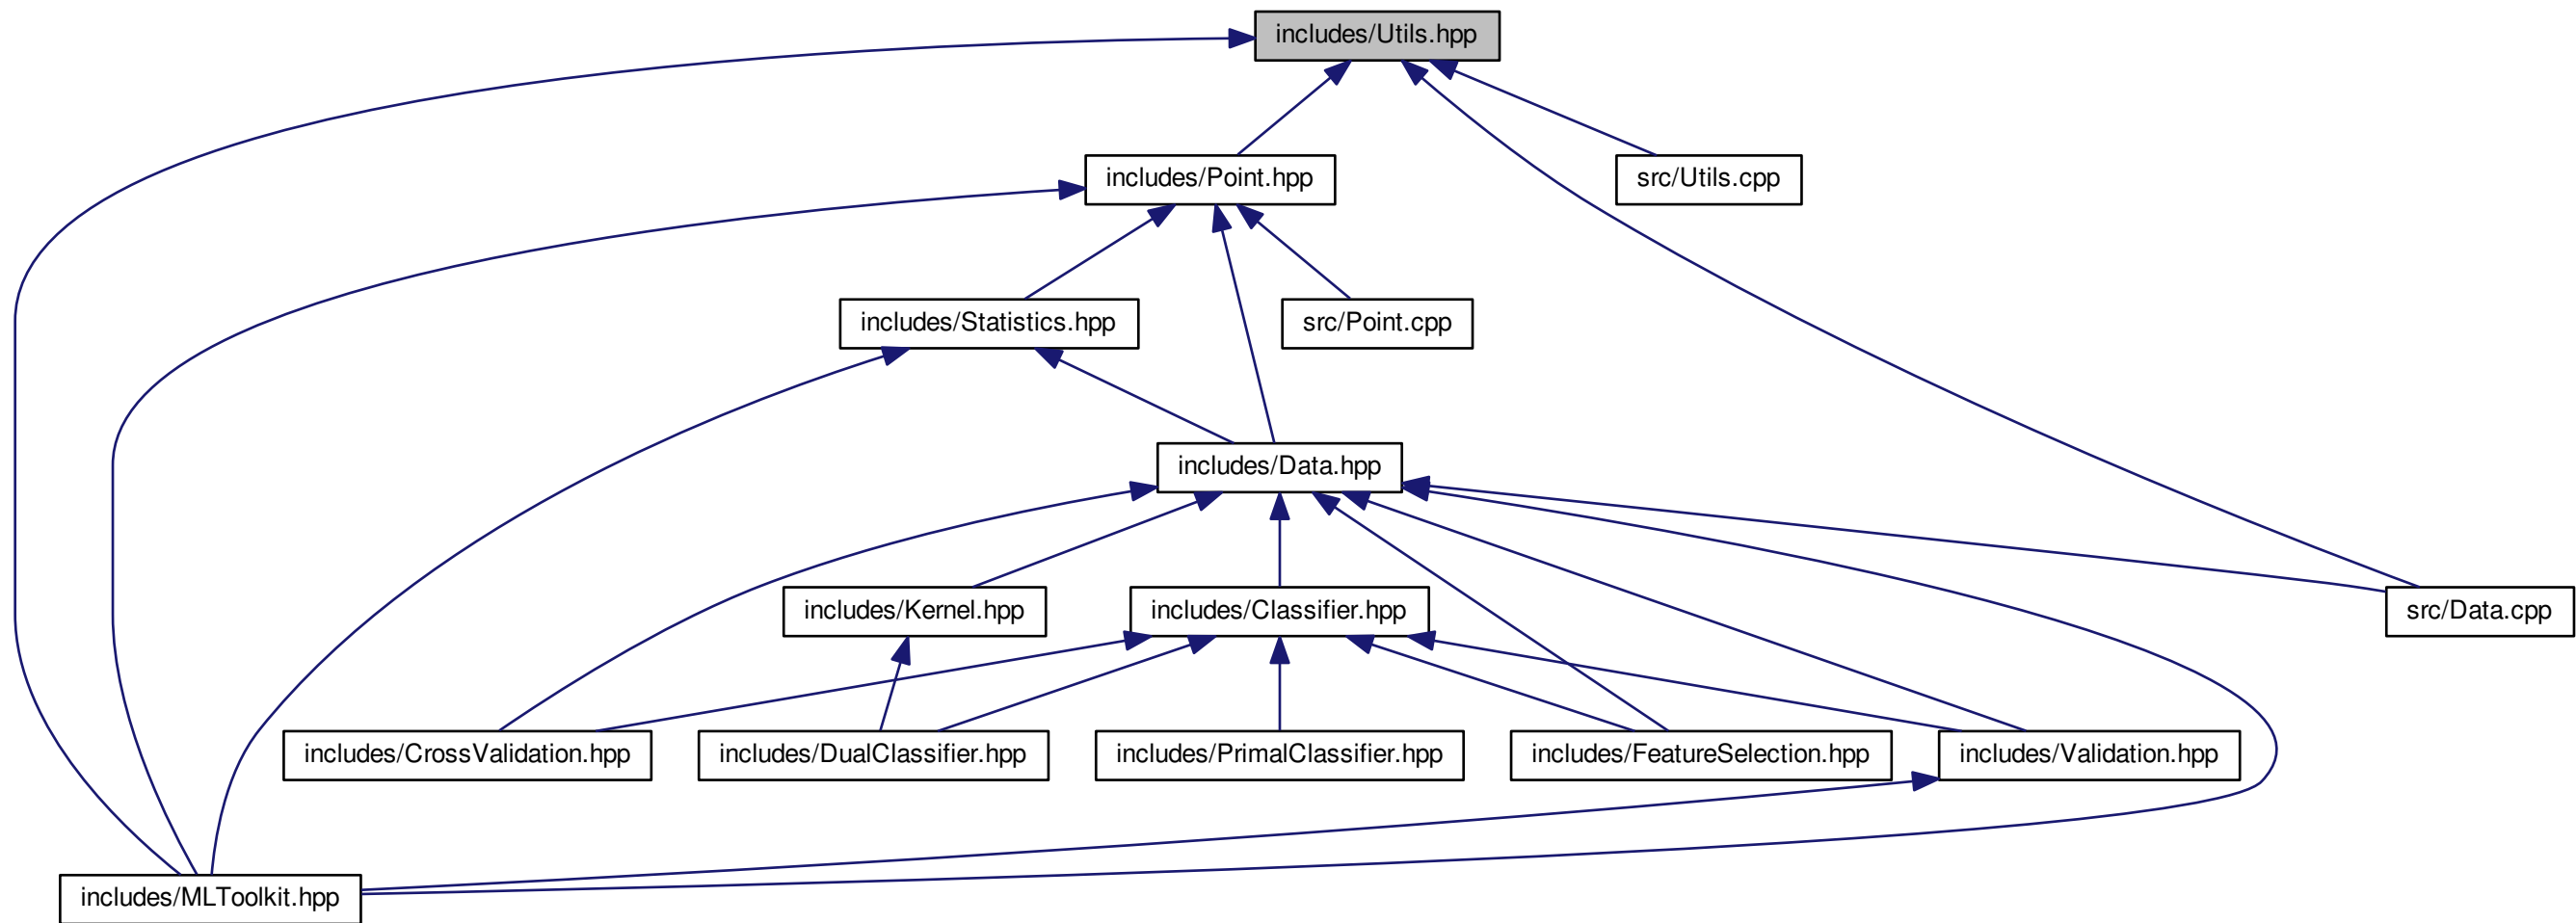 includes/Utils.hpp
includes/Point.hpp
src/Utils.cpp
includes/Statistics.hpp
src/Point.cpp
includes/Data.hpp
includes/Kernel.hpp
includes/Classifier.hpp
src/Data.cpp
includes/CrossValidation.hpp
includes/DualClassifier.hpp
includes/PrimalClassifier.hpp
includes/FeatureSelection.hpp
includes/Validation.hpp
includes/MLToolkit.hpp